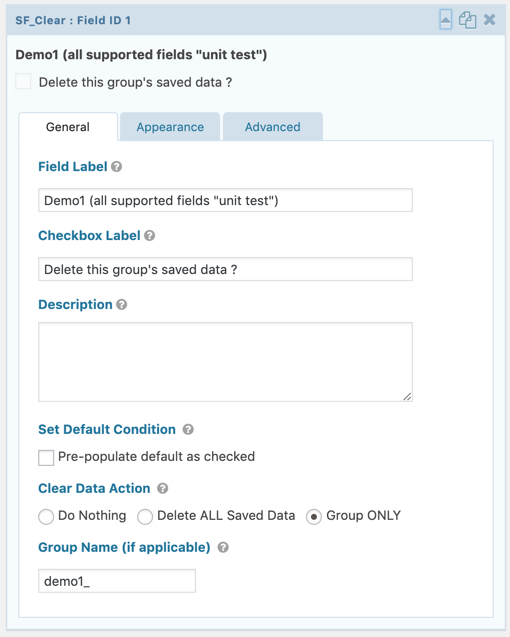 SF_Clear : Field ID 1
Demo1 (all supported fields "unit test")
Delete this group's saved data ?
General Appearance Advanced
Field Label
Demo1 (all supported fields "unit test")
Checkbox Label
Delete this group's saved data ?
Description
Set Default Condition
Pre-populate default as checked
Clear Data Action
Do Nothing Delete ALL Saved Data Group ONLY
Group Name (if applicable)
demo1_